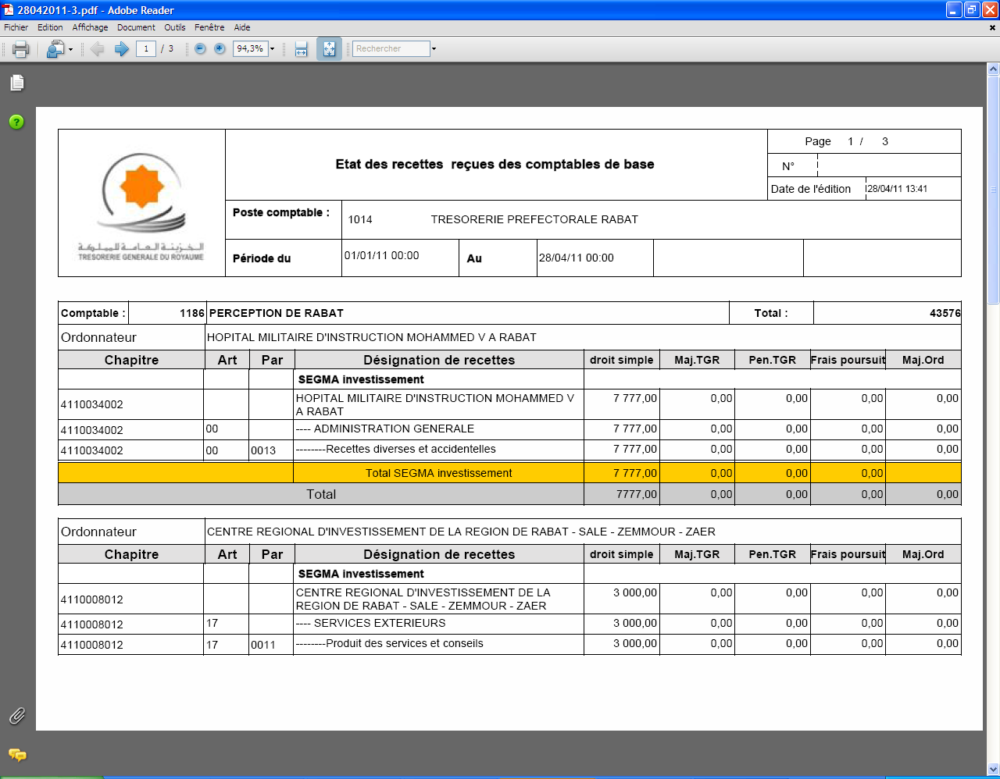 28042011-3.pdf - Adobe Reader
Fichier Edition Affichage Document Outils Fenêtre Aide
1 / 3 94,3% Rechercher
Page 1 / 3
Etat des recettes reçues des comptables de base
N°
Date de l'édition 28/04/11 13:41
Poste comptable : 1014 TRESORERIE PREFECTORALE RABAT
الخزينة العامة للمملكة
TRESORERIE GENERALE DU ROYAUME
Période du 01/01/11 00:00 Au 28/04/11 00:00
Comptable : 1186 PERCEPTION DE RABAT Total : 43576
Ordonnateur HOPITAL MILITAIRE D'INSTRUCTION MOHAMMED V A RABAT
Chapitre Art Par Désignation de recettes droit simple Maj.TGR Pen.TGR Frais poursuit Maj.Ord
SEGMA investissement
4110034002 HOPITAL MILITAIRE D'INSTRUCTION MOHAMMED V 7 777,00 0,00 0,00 0,00 0,00
A RABAT
4110034002 00 ---- ADMINISTRATION GENERALE 7 777,00 0,00 0,00 0,00 0,00
4110034002 00 0013 --------Recettes diverses et accidentelles 7 777,00 0,00 0,00 0,00 0,00
Total SEGMA investissement 7 777,00 0,00 0,00 0,00
Total 7777,00 0,00 0,00 0,00 0,00
Ordonnateur CENTRE REGIONAL D'INVESTISSEMENT DE LA REGION DE RABAT - SALE - ZEMMOUR - ZAER
Chapitre Art Par Désignation de recettes droit simple Maj.TGR Pen.TGR Frais poursuit Maj.Ord
SEGMA investissement
4110008012 CENTRE REGIONAL D'INVESTISSEMENT DE LA 3 000,00 0,00 0,00 0,00 0,00
REGION DE RABAT - SALE - ZEMMOUR - ZAER
4110008012 17 ---- SERVICES EXTERIEURS 3 000,00 0,00 0,00 0,00 0,00
4110008012 17 0011 --------Produit des services et conseils 3 000,00 0,00 0,00 0,00 0,00